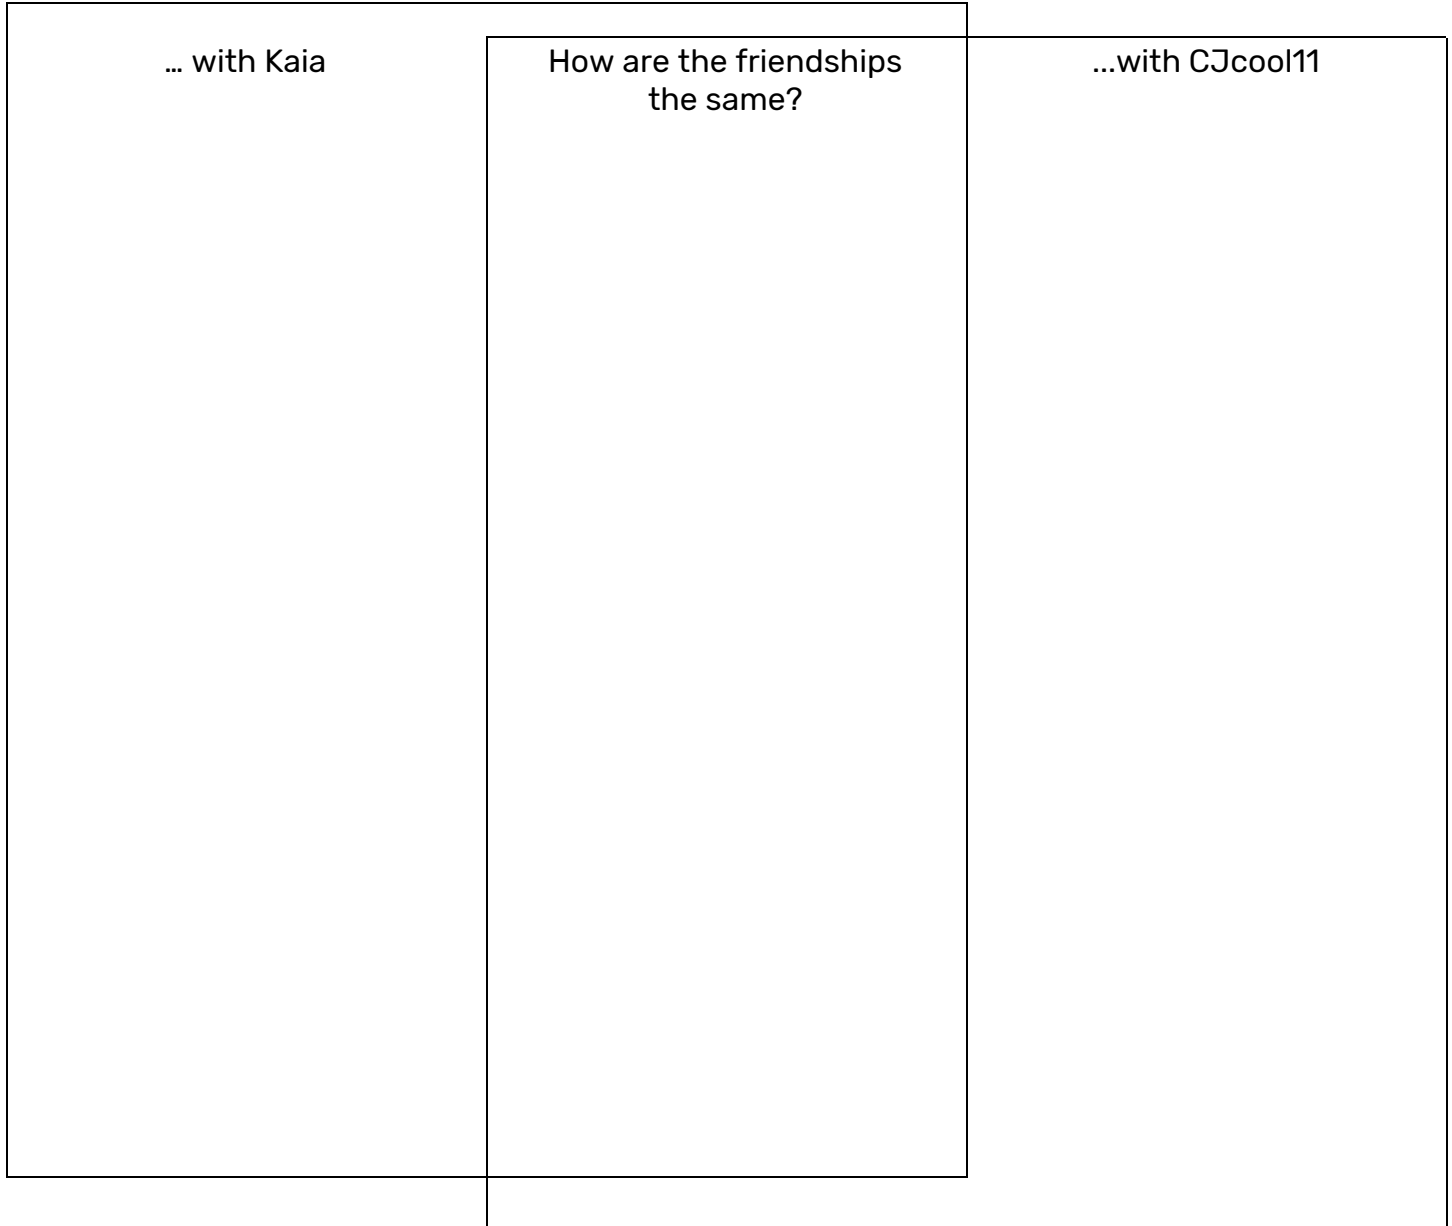 … with Kaia
How are the friendships
the same?
...with CJcool11